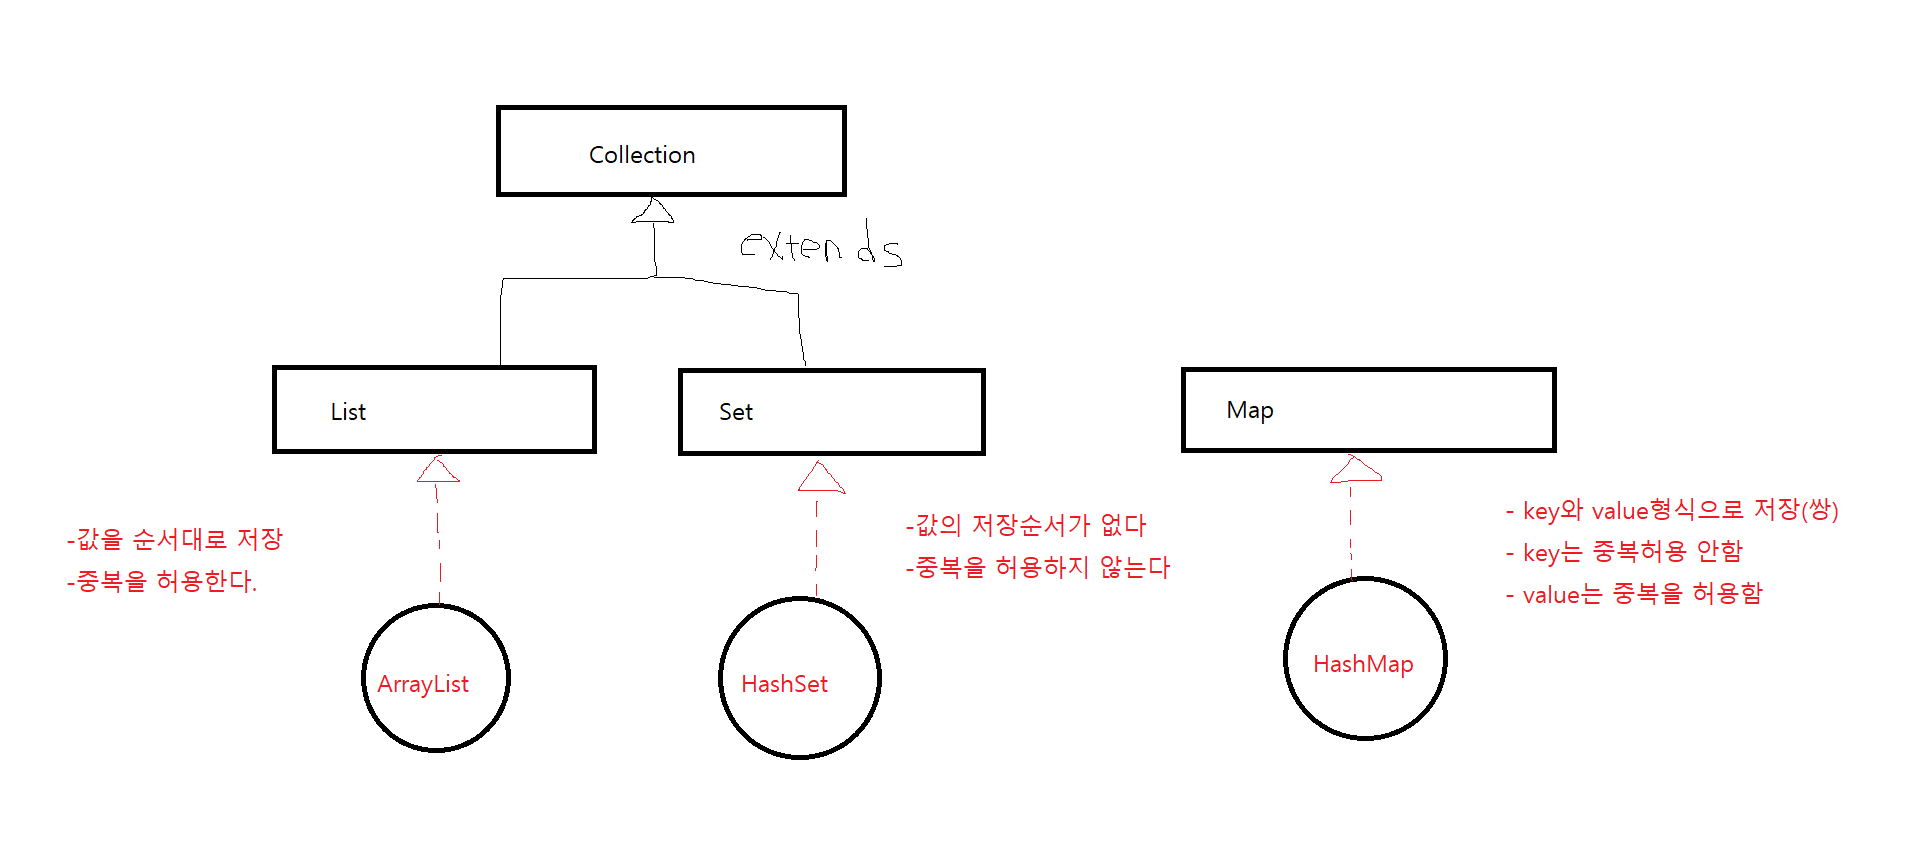 Collection
extends
List
Set
Map
-값을 순서대로 저장
-중복을 허용한다.
-값의 저장순서가 없다
-중복을 허용하지 않는다
- key와 value형식으로 저장(쌍)
- key는 중복허용 안함
- value는 중복을 허용함
ArrayList
HashSet
HashMap